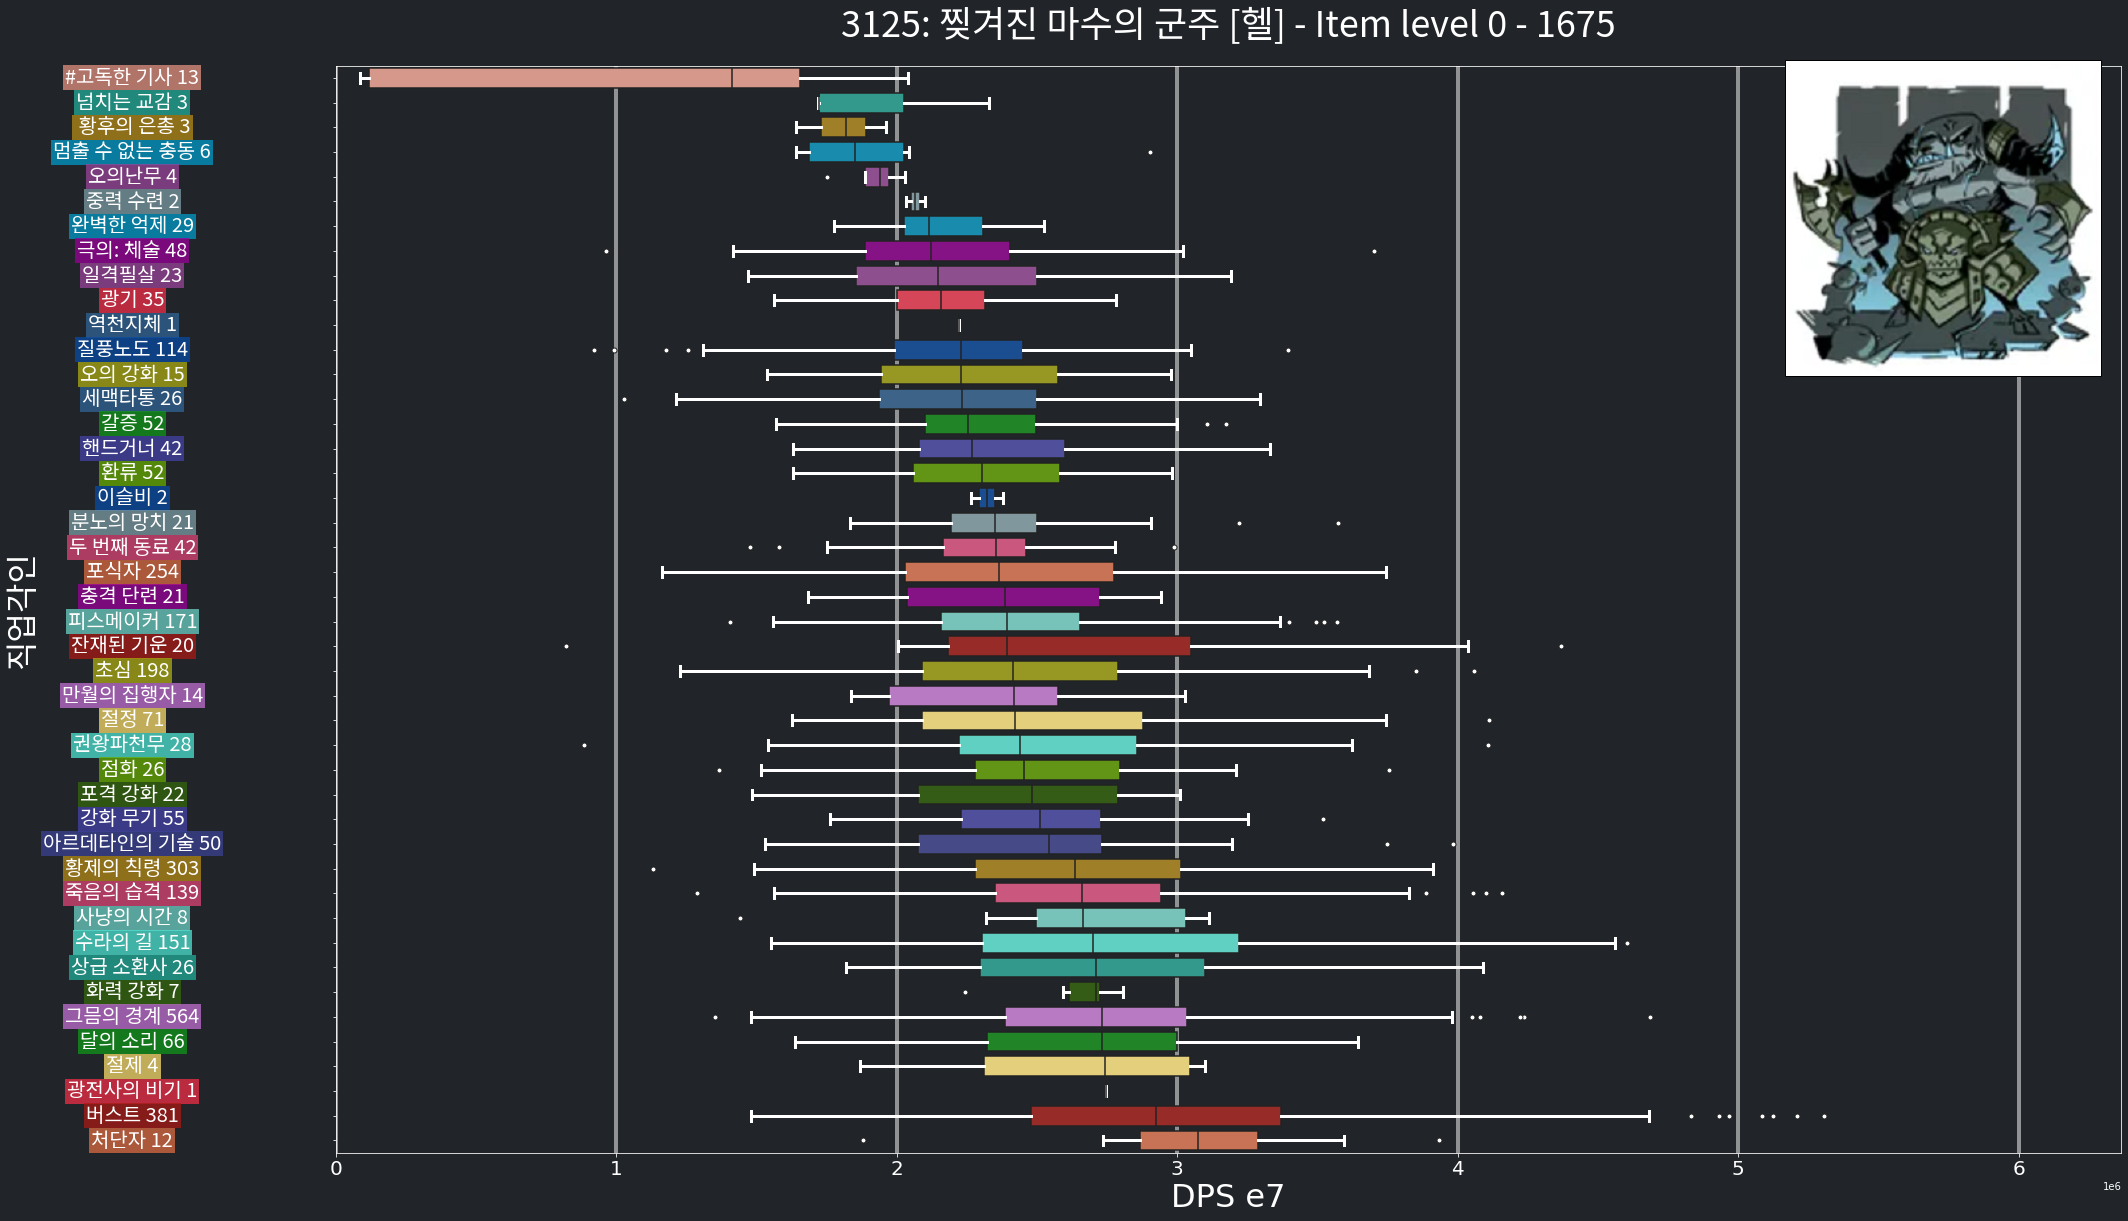 3125: 찢겨진 마수의 군주 [헬] - Item level 0 - 1675
#고독한 기사 13
넘치는 교감 3
황후의 은총 3
멈출 수 없는 충동 6
오의난무 4
중력 수련 2
완벽한 억제 29
극의: 체술 48
일격필살 23
광기 35
역천지체 1
질풍노도 114
오의 강화 15
세맥타통 26
갈증 52
핸드거너 42
환류 52
이슬비 2
분노의 망치 21
두 번째 동료 42
포식자 254
충격 단련 21
피스메이커 171
잔재된 기운 20
초심 198
만월의 집행자 14
절정 71
권왕파천무 28
점화 26
포격 강화 22
강화 무기 55
아르데타인의 기술 50
황제의 칙령 303
죽음의 습격 139
사냥의 시간 8
수라의 길 151
상급 소환사 26
화력 강화 7
그믐의 경계 564
달의 소리 66
절제 4
광전사의 비기 1
버스트 381
처단자 12
직업각인
0 1 2 3 4 5 6
1e6
DPS e7